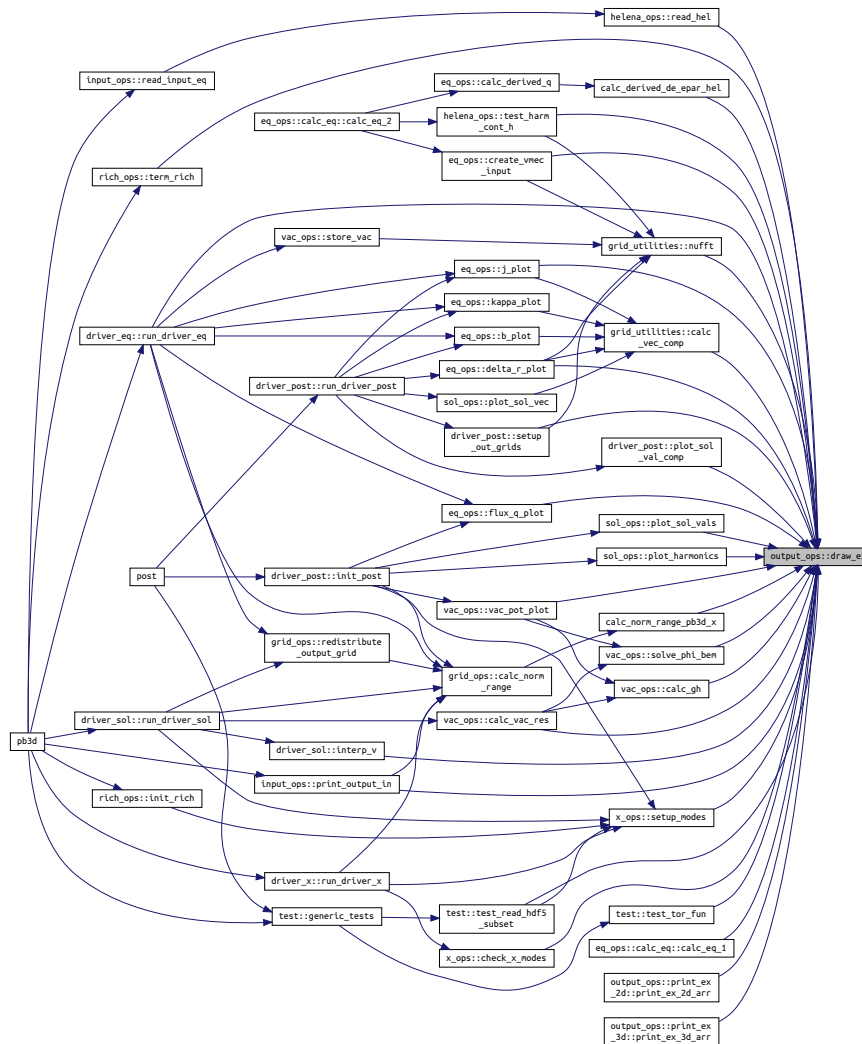 helena_ops::read_hel
input_ops::read_input_eq
eq_ops::calc_derived_q
calc_derived_de_epar_hel
eq_ops::calc_eq::calc_eq_2
helena_ops::test_harm
_cont_h
eq_ops::create_vmec
_input
rich_ops::term_rich
vac_ops::store_vac
grid_utilities::nufft
eq_ops::j_plot
eq_ops::kappa_plot
driver_eq::run_driver_eq
eq_ops::b_plot
grid_utilities::calc
_vec_comp
eq_ops::delta_r_plot
driver_post::run_driver_post
sol_ops::plot_sol_vec
driver_post::setup
_out_grids
driver_post::plot_sol
_val_comp
eq_ops::flux_q_plot
sol_ops::plot_sol_vals
output_ops::draw_ex
sol_ops::plot_harmonics
post
driver_post::init_post
vac_ops::vac_pot_plot
calc_norm_range_pb3d_x
grid_ops::redistribute
_output_grid
vac_ops::solve_phi_bem
grid_ops::calc_norm
_range
vac_ops::calc_gh
driver_sol::run_driver_sol
vac_ops::calc_vac_res
pb3d
driver_sol::interp_v
input_ops::print_output_in
rich_ops::init_rich
x_ops::setup_modes
driver_x::run_driver_x
test::generic_tests
test::test_read_hdf5
_subset
test::test_tor_fun
eq_ops::calc_eq::calc_eq_1
x_ops::check_x_modes
output_ops::print_ex
_2d::print_ex_2d_arr
output_ops::print_ex
_3d::print_ex_3d_arr